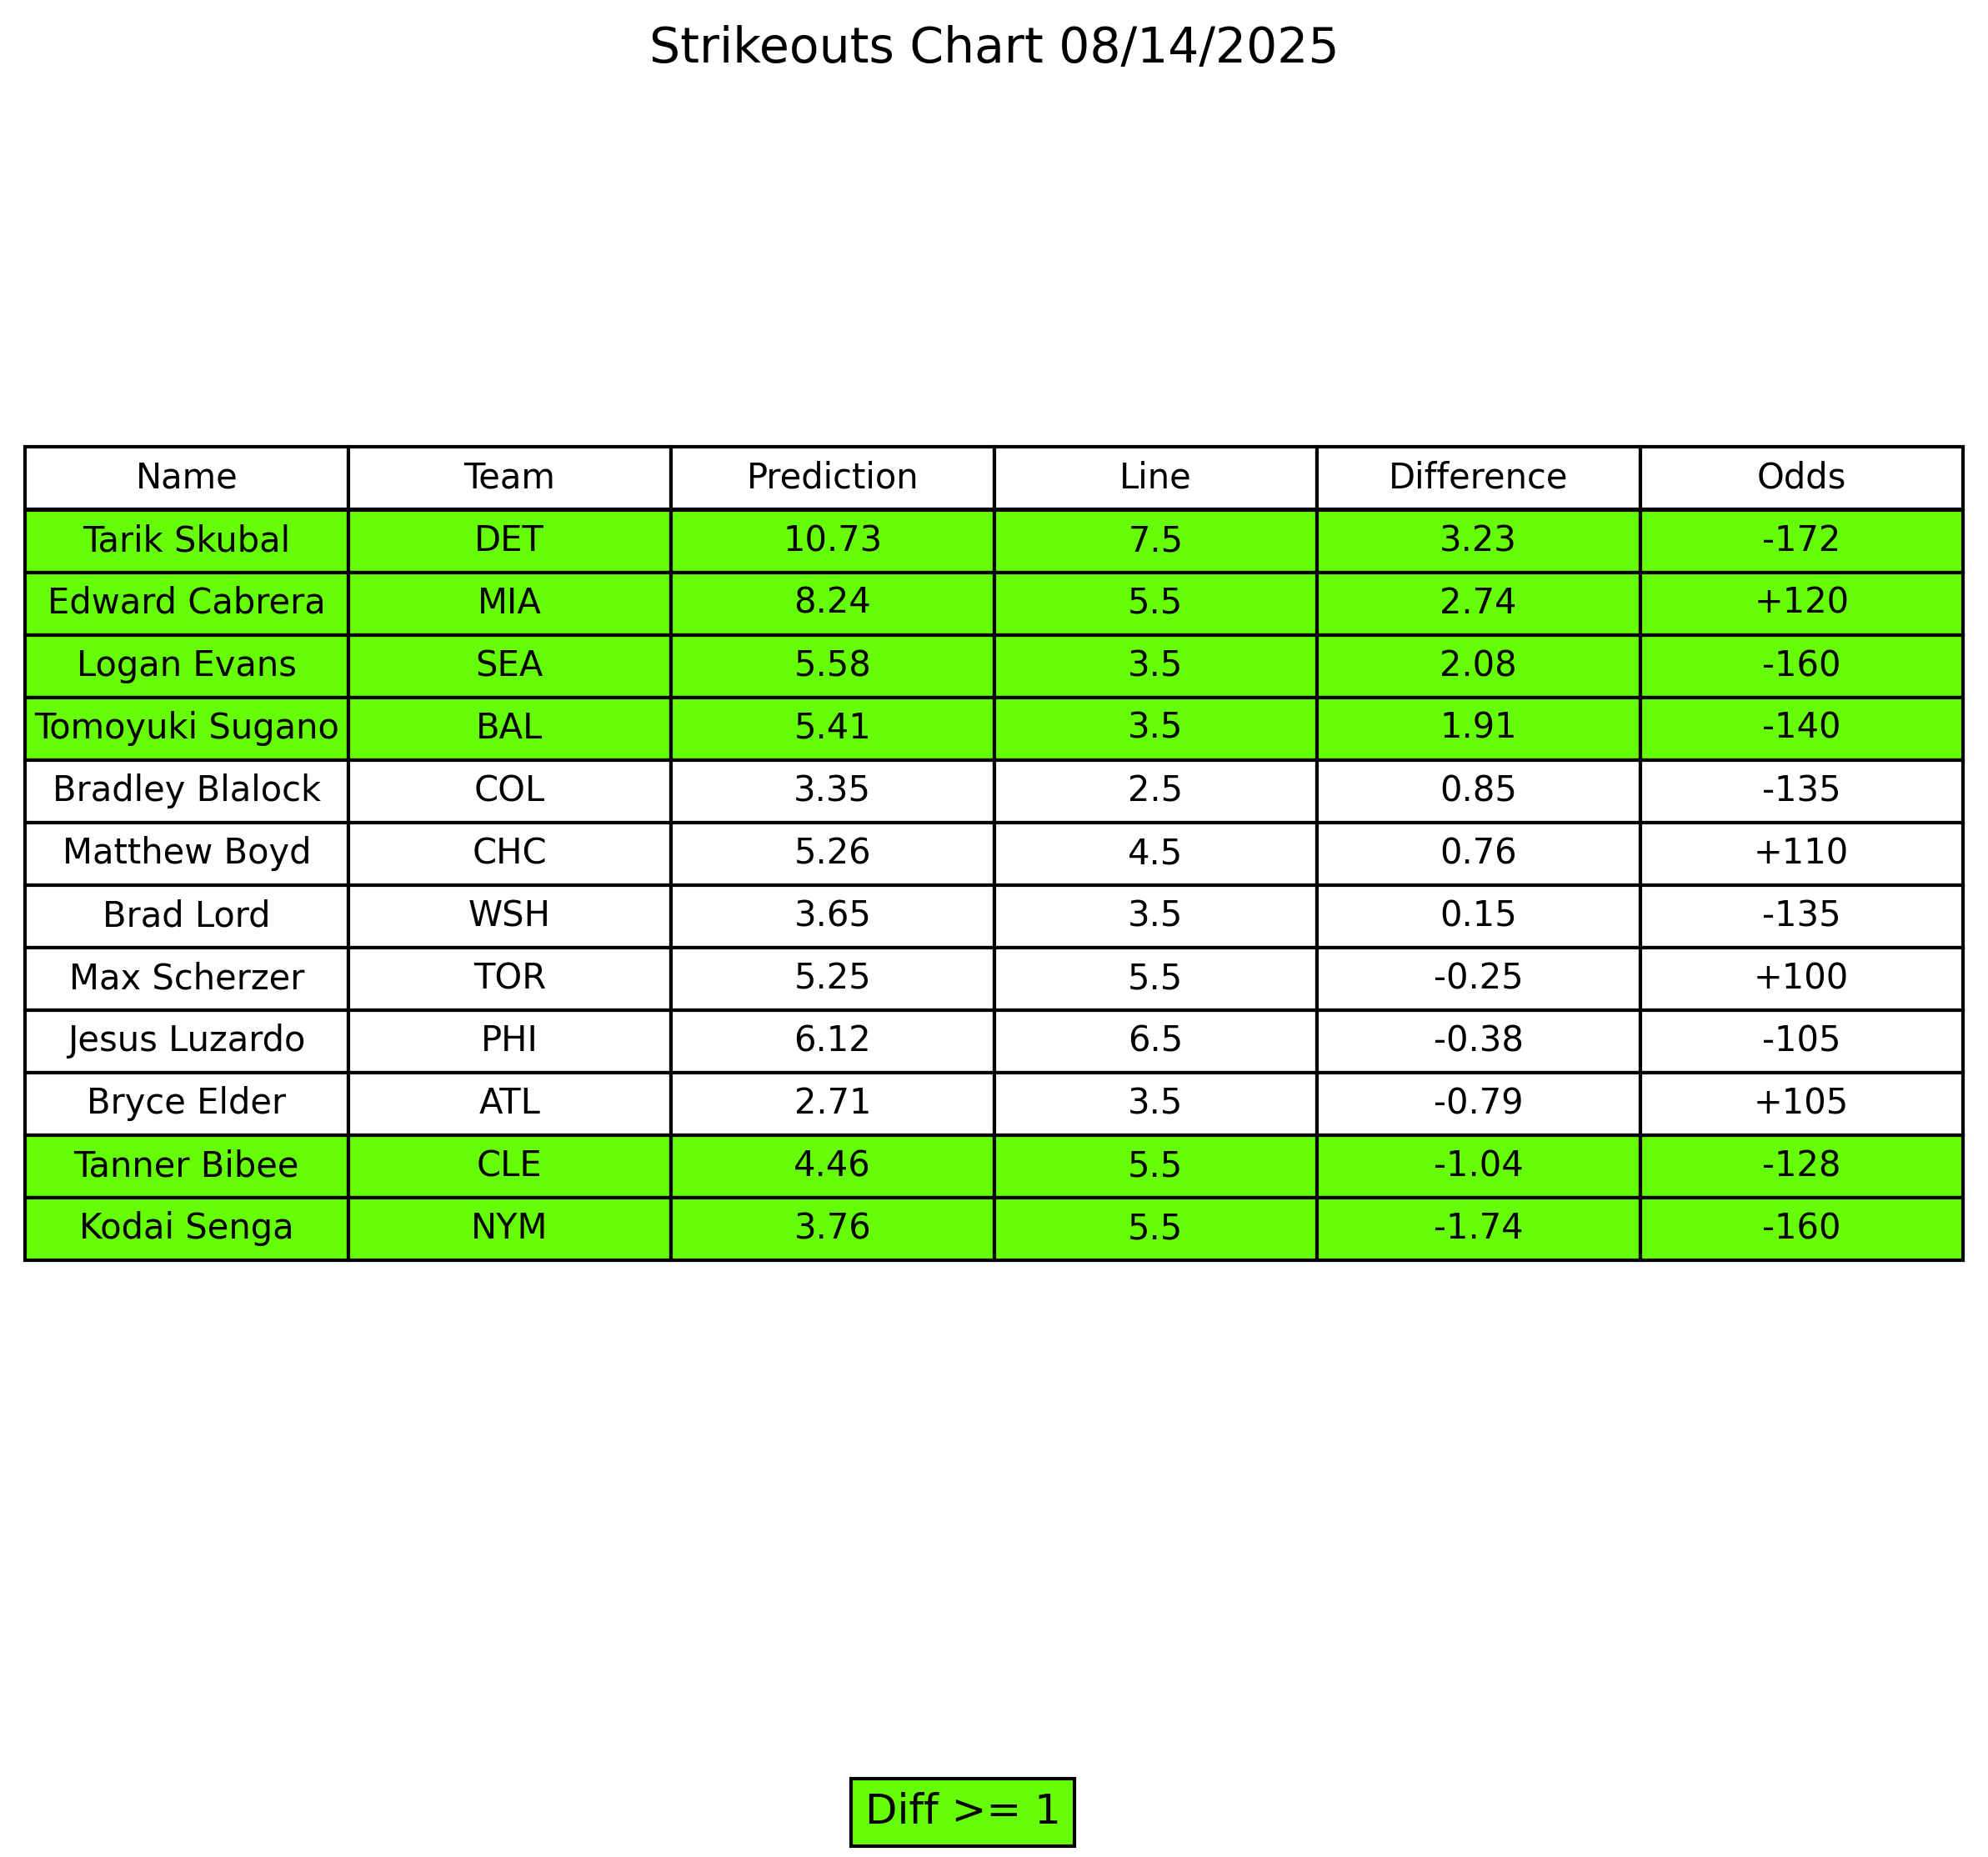 Strikeouts Chart 08/14/2025
Name Team Prediction Line Difference Odds
Tarik Skubal DET 10.73 7.5 3.23 -172
Edward Cabrera MIA 8.24 5.5 2.74 +120
Logan Evans SEA 5.58 3.5 2.08 -160
Tomoyuki Sugano BAL 5.41 3.5 1.91 -140
Bradley Blalock COL 3.35 2.5 0.85 -135
Matthew Boyd CHC 5.26 4.5 0.76 +110
Brad Lord WSH 3.65 3.5 0.15 -135
Max Scherzer TOR 5.25 5.5 -0.25 +100
Jesus Luzardo PHI 6.12 6.5 -0.38 -105
Bryce Elder ATL 2.71 3.5 -0.79 +105
Tanner Bibee CLE 4.46 5.5 -1.04 -128
Kodai Senga NYM 3.76 5.5 -1.74 -160
Diff >= 1